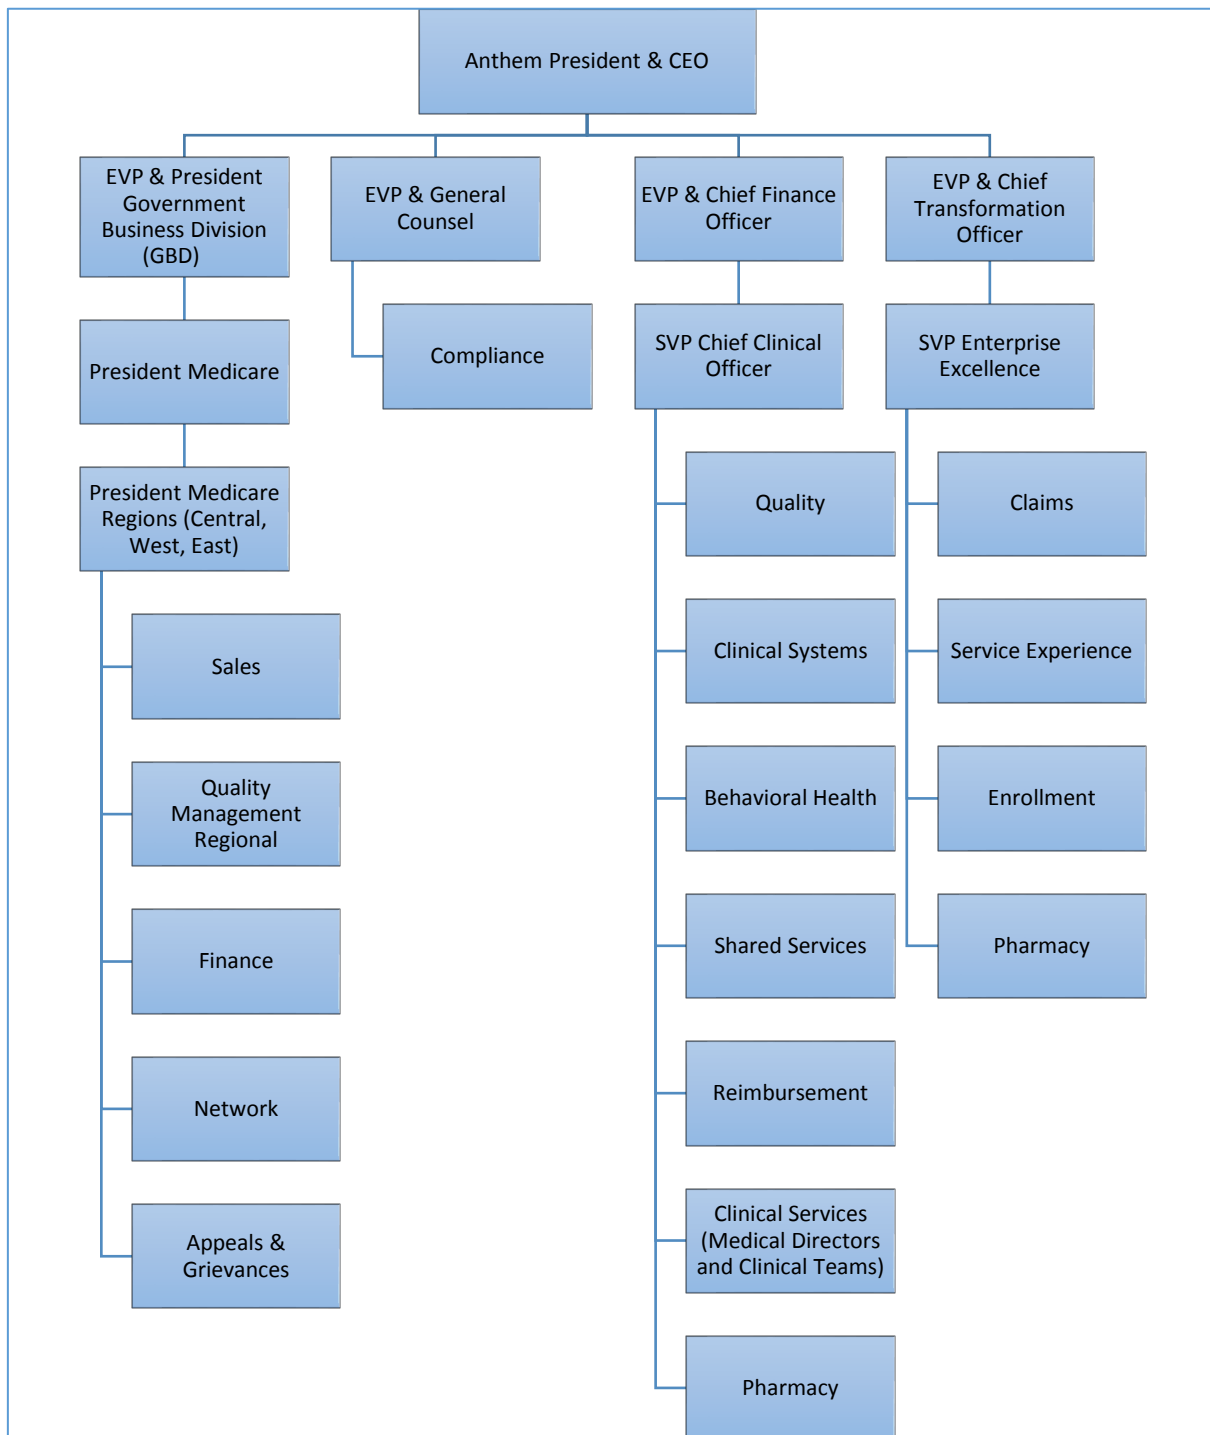 Anthem President & CEO
EVP & President
Government
Business Division
(GBD)
EVP & General
Counsel
EVP & Chief Finance
Officer
EVP & Chief
Transformation
Officer
President Medicare
Compliance
SVP Chief Clinical
Officer
SVP Enterprise
Excellence
President Medicare
Regions (Central,
West, East)
Sales
Quality
Management
Regional
Finance
Network
Appeals &
Grievances
Quality
Clinical Systems
Behavioral Health
Shared Services
Reimbursement
Clinical Services
(Medical Directors
and Clinical Teams)
Pharmacy
Claims
Service Experience
Enrollment
Pharmacy